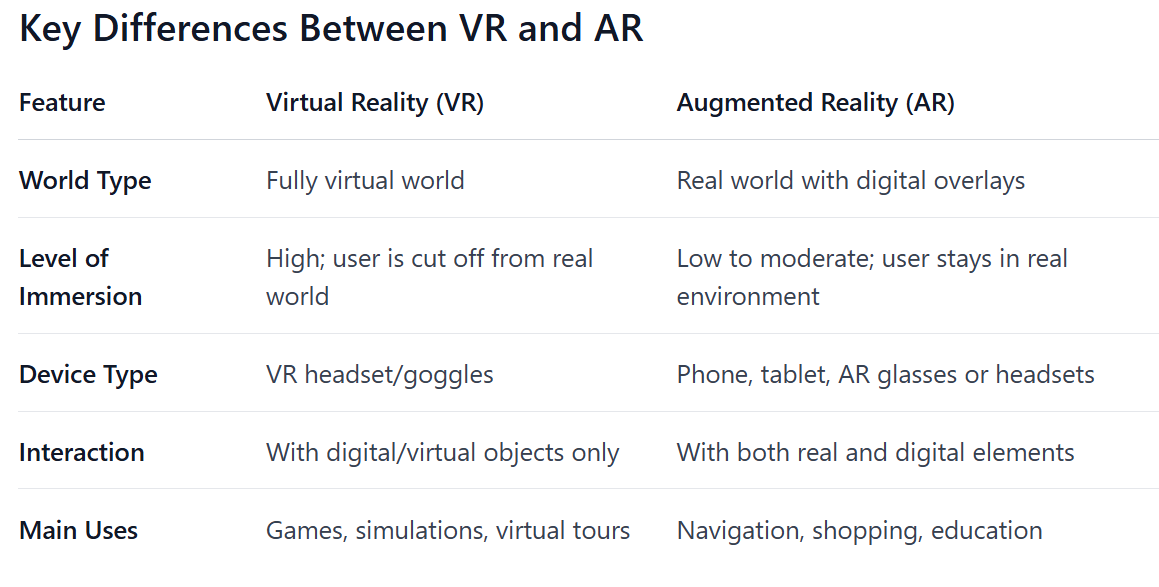 Key Differences Between VR and AR
Feature Virtual Reality (VR) Augmented Reality (AR)
World Type Fully virtual world Real world with digital overlays
Level of High; user is cut off from real Low to moderate; user stays in real
Immersion world environment
Device Type VR headset/goggles Phone, tablet, AR glasses or headsets
Interaction With digital/virtual objects only With both real and digital elements
Main Uses Games, simulations, virtual tours Navigation, shopping, education